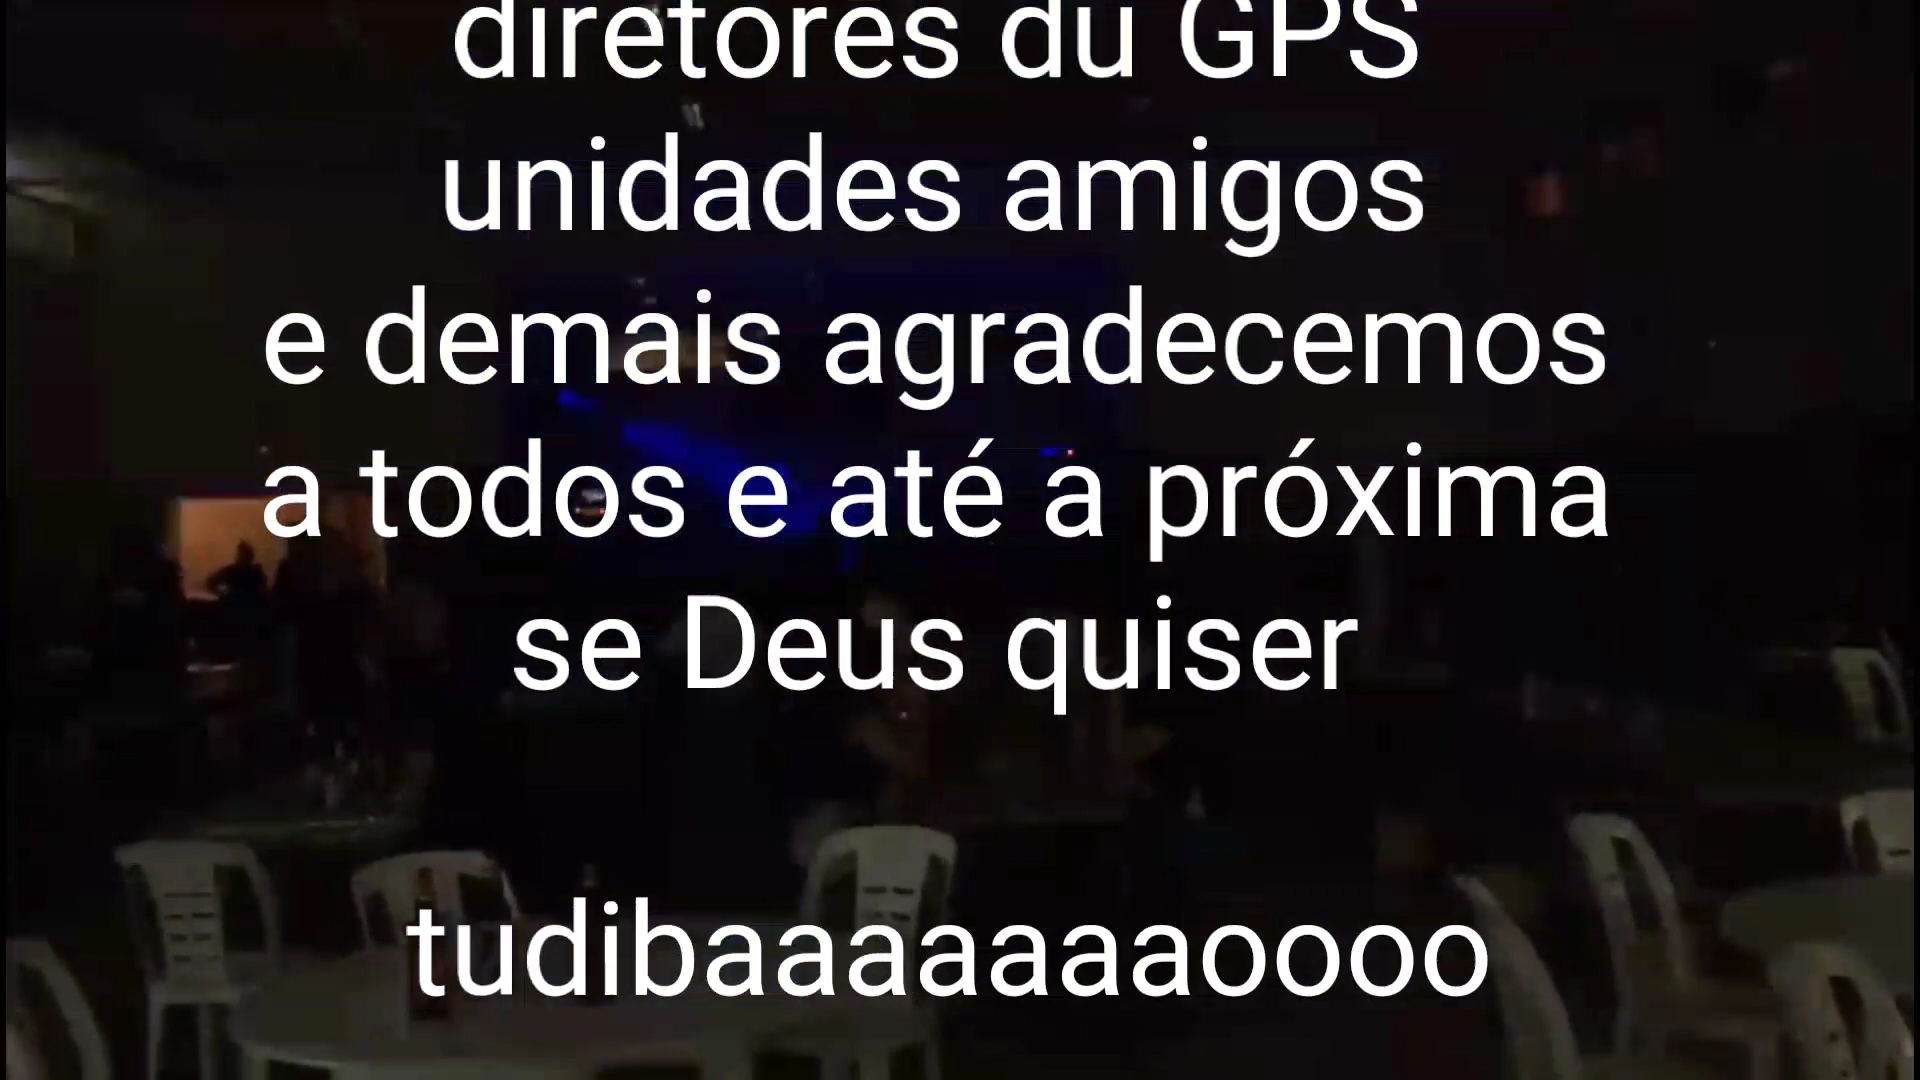 diretores du GPS
unidades amigos
e demais agradecemos
a todos e até a próxima
se Deus quiser
tudibaaaaaaaoooo